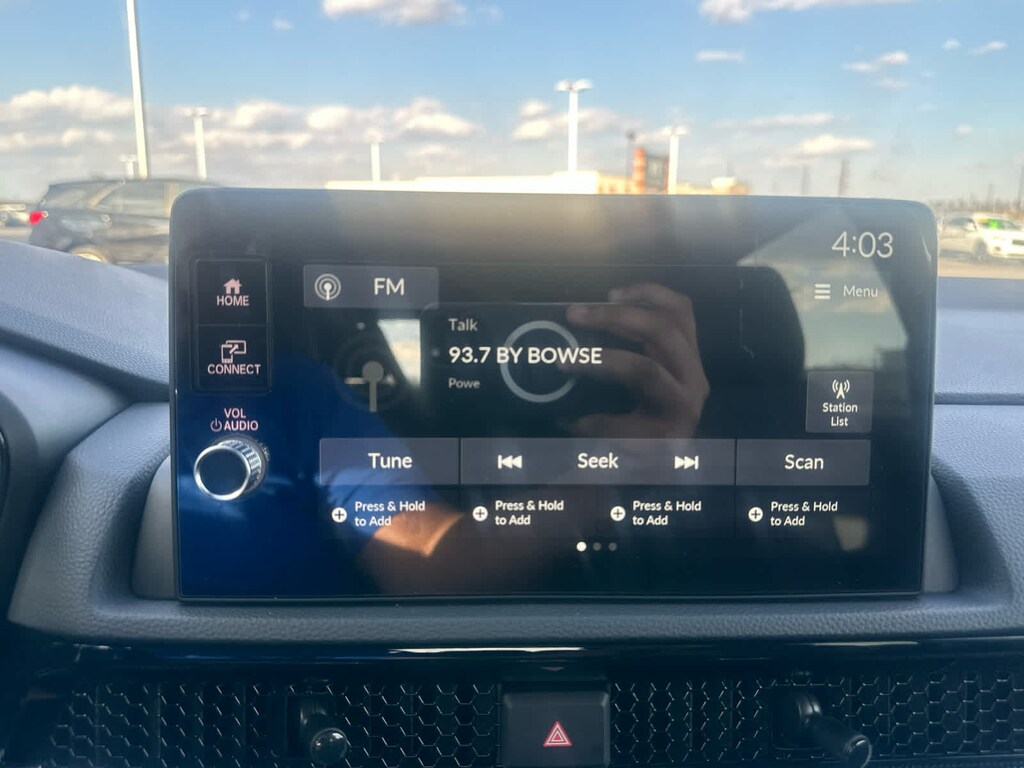 4:03
HOME
FM
Menu
CONNECT
Talk
93.7 BY BOWSE
Powe
VOL
AUDIO
Station
List
Tune
Seek
Scan
Press & Hold
to Add
Press & Hold
to Add
Press & Hold
to Add
Press & Hold
to Add